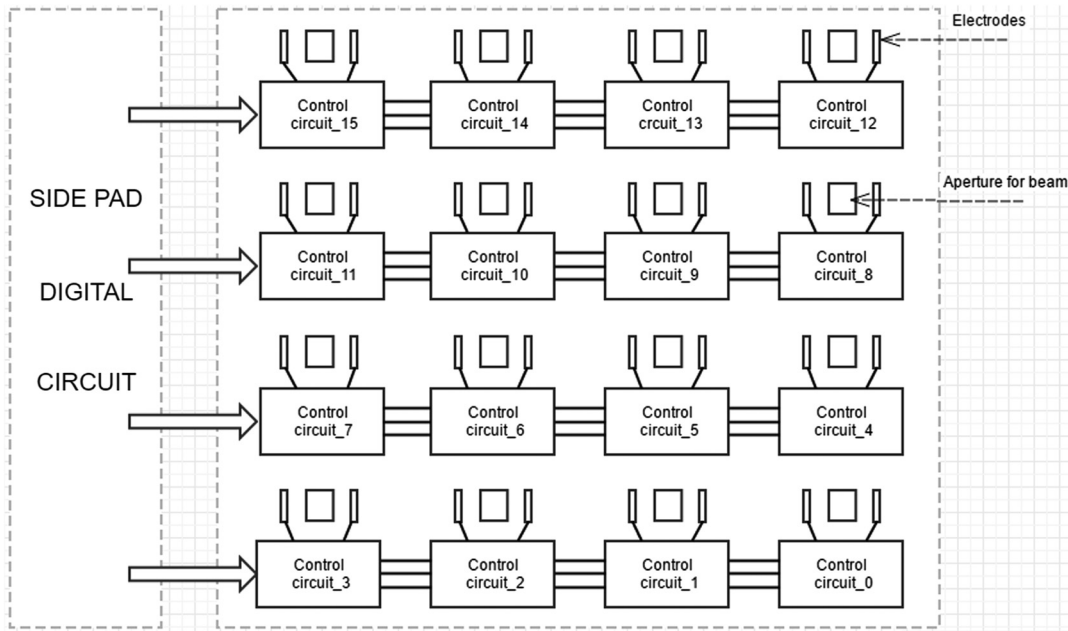 Electrodes
Control
circuit_15
Control
circuit_14
Control
circuit_13
Control
circuit_12
SIDE PAD
Aperture for beam
Control
circuit_11
Control
circuit_10
Control
circuit_9
Control
circuit_8
DIGITAL
CIRCUIT
Control
circuit_7
Control
circuit_6
Control
circuit_5
Control
circuit_4
Control
circuit_3
Control
circuit_2
Control
circuit_1
Control
circuit_0